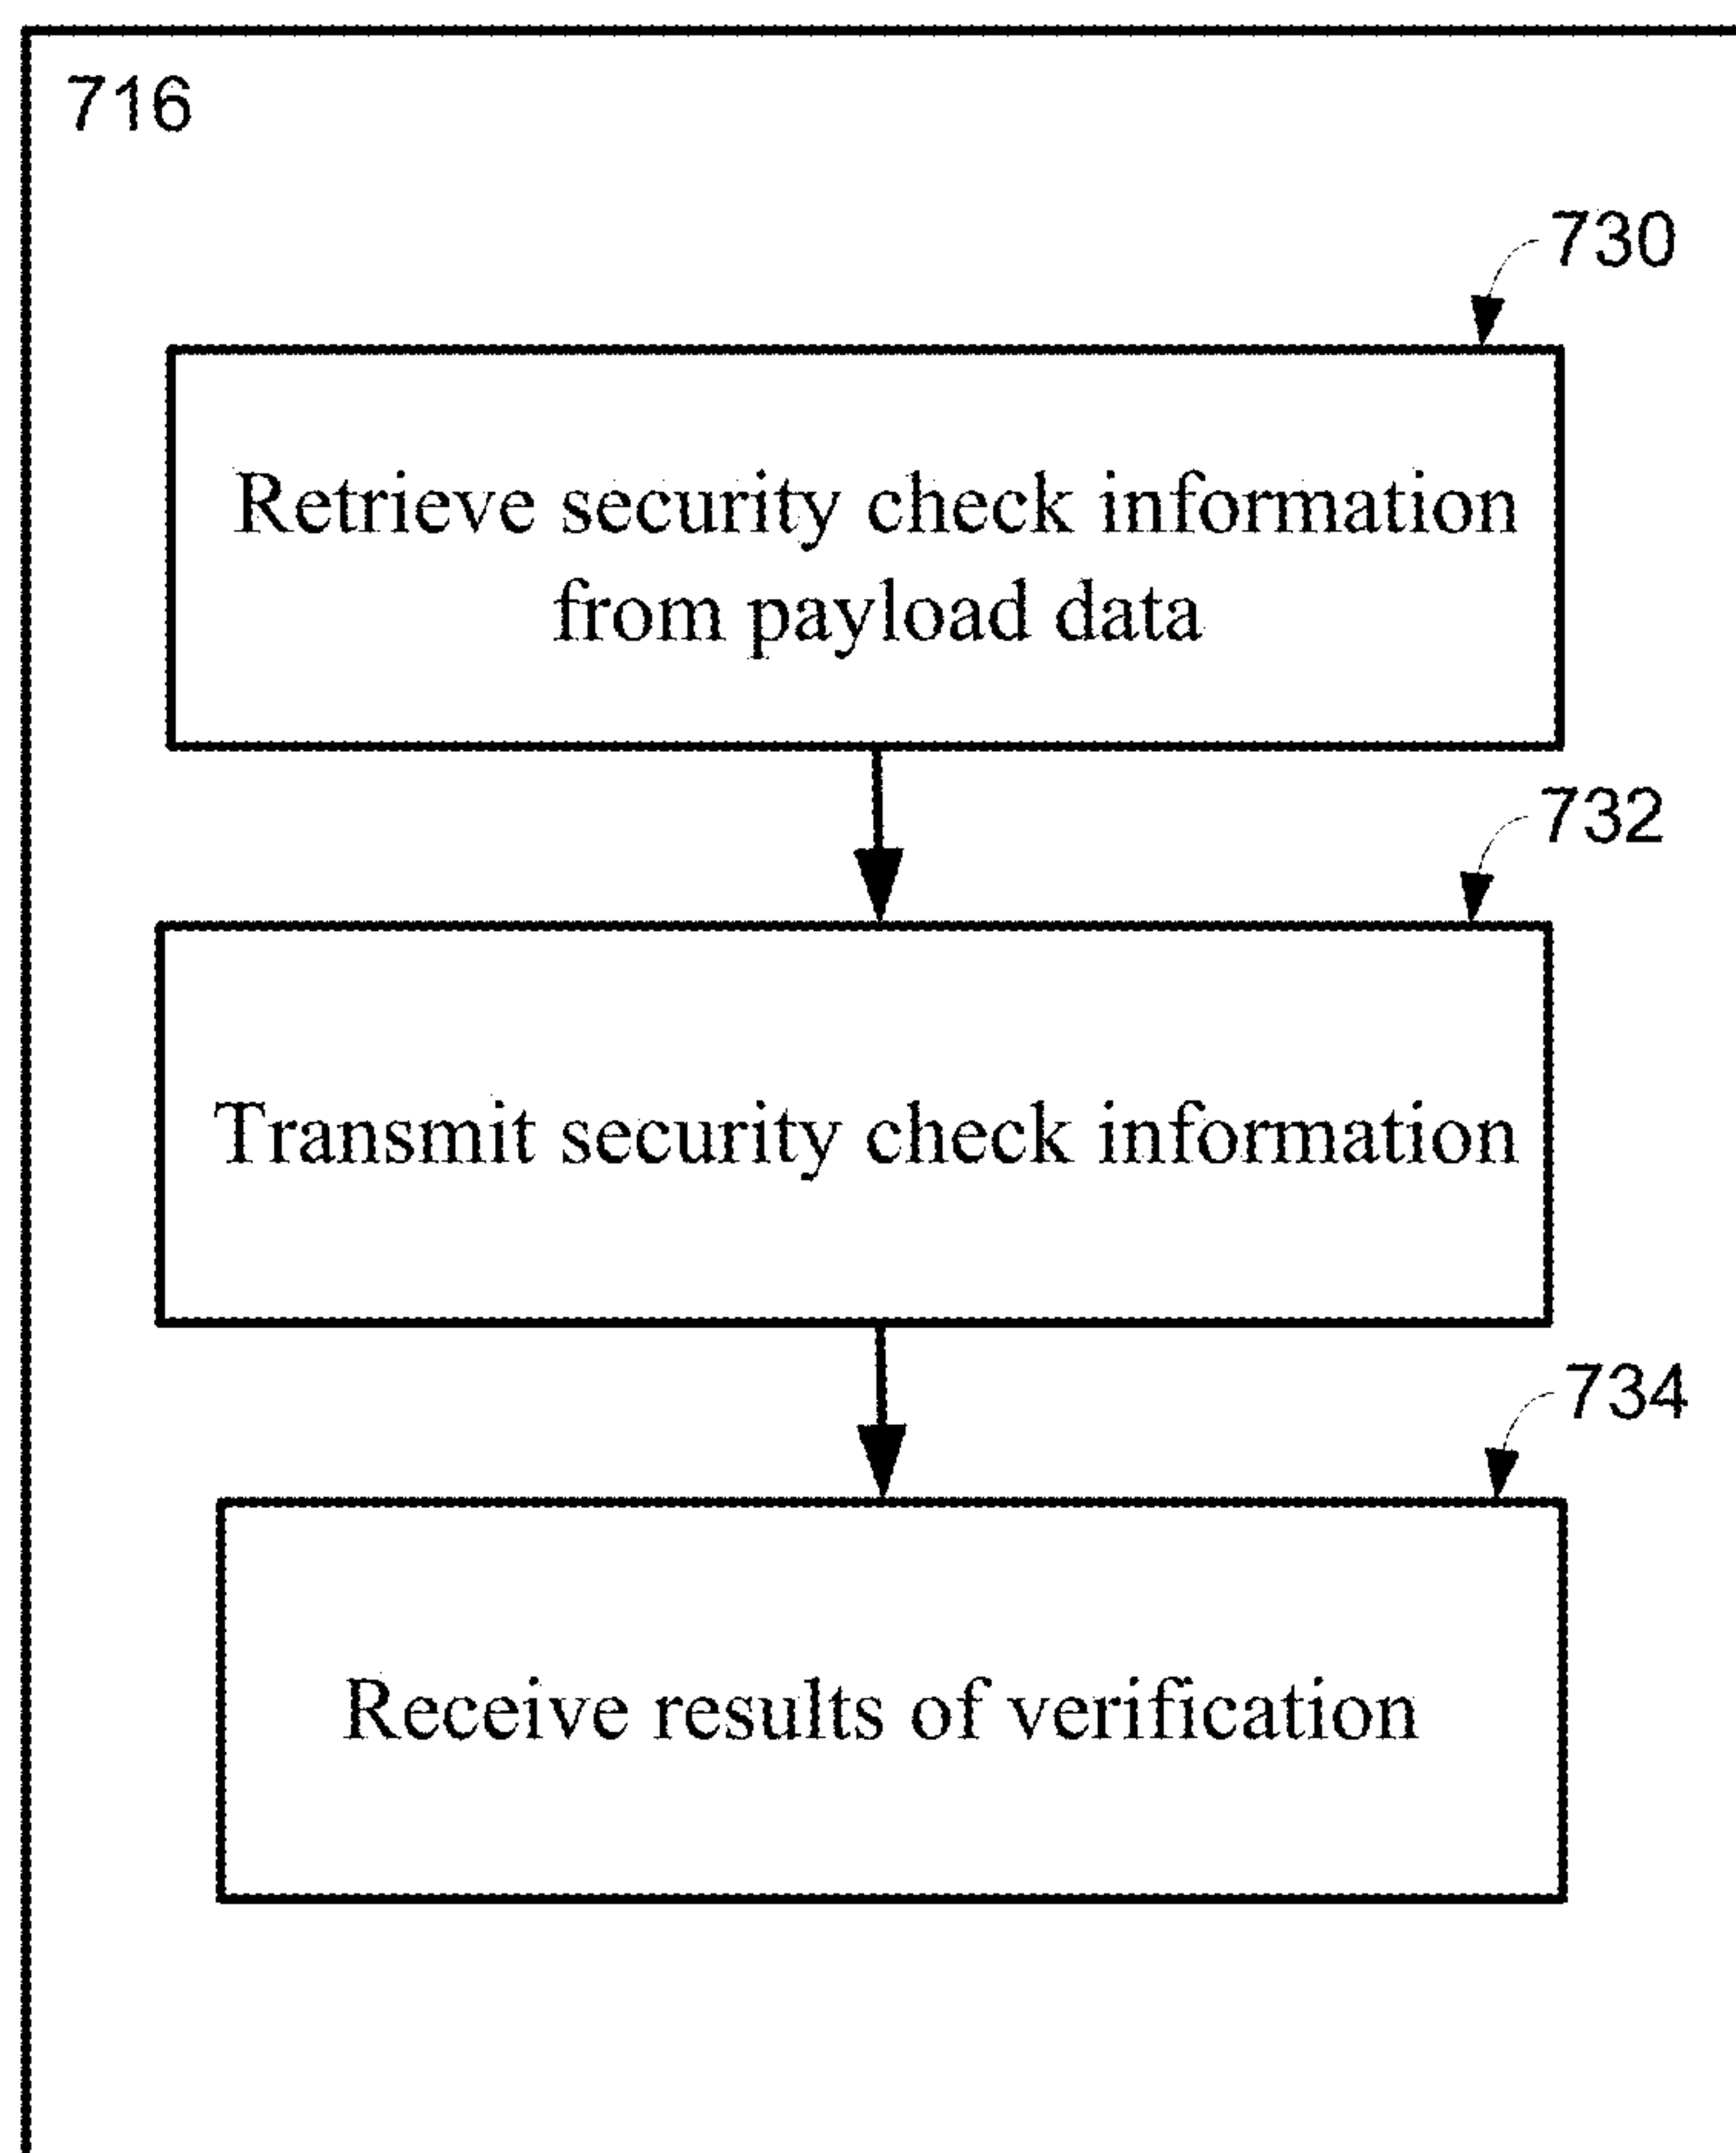 716
730
Retrieve security check information
from payload data
732
Transmit security check information
734
Receive results of verification